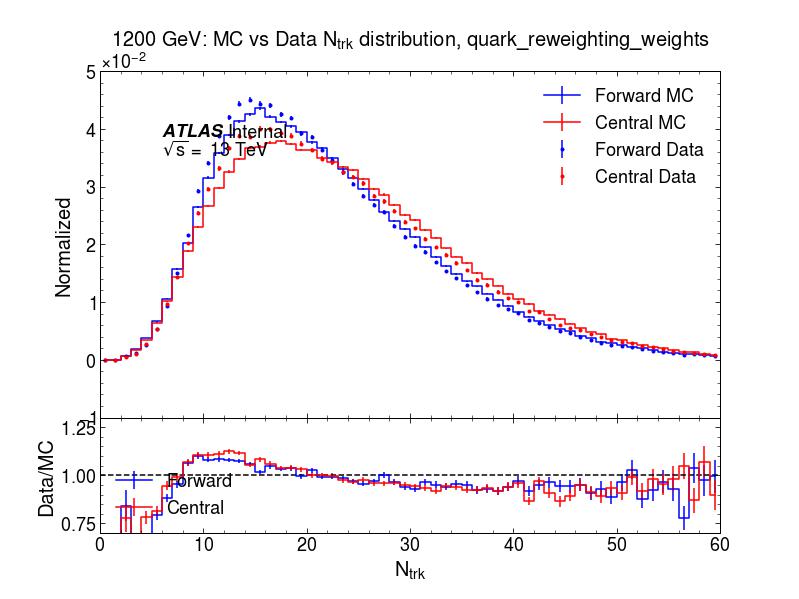 1200 GeV: MC vs Data N_trk distribution, quark_reweighting_weights
×10⁻²
5
4
3
2
1
0
−1
Normalized
ATLAS Internal
√s = 13 TeV
Forward MC
Central MC
Forward Data
Central Data
1.25
1.00
0.75
Data/MC
Forward
Central
0 10 20 30 40 50 60
N_trk